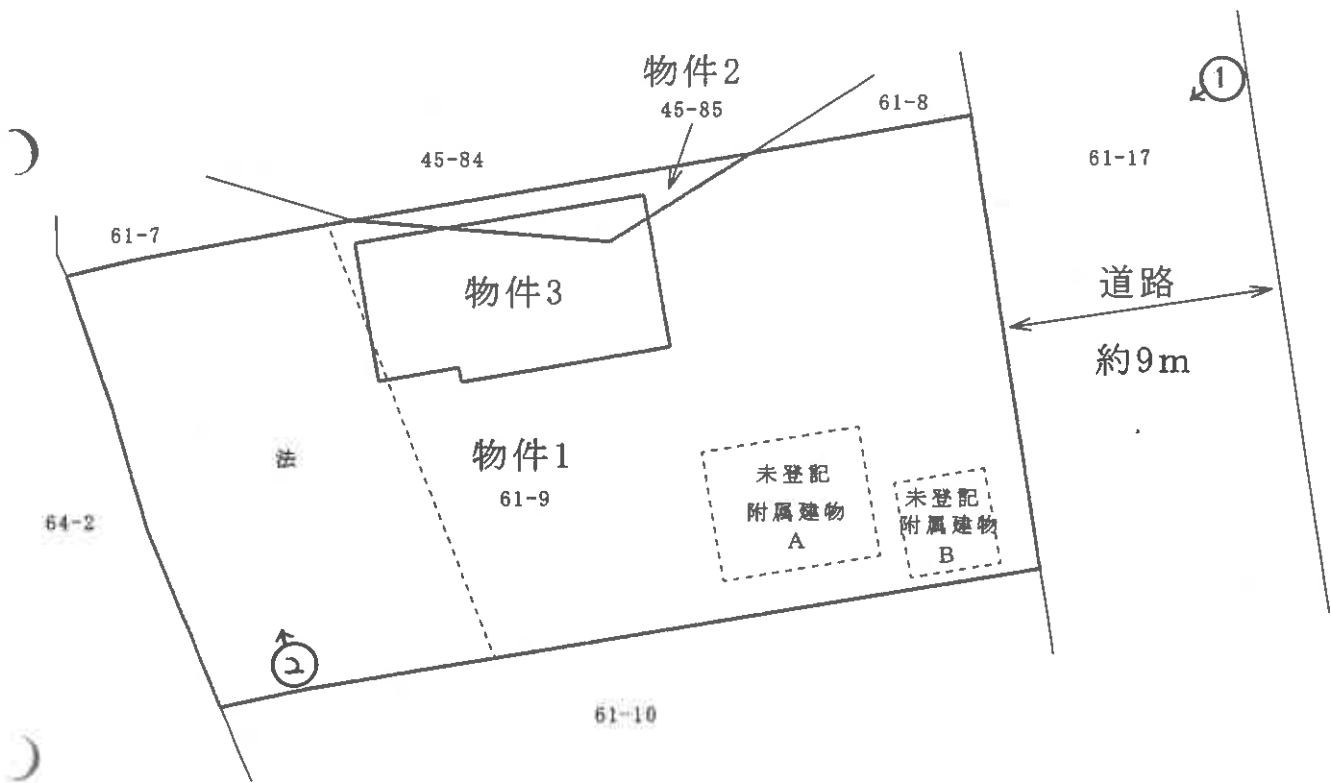 物件2
45-85
61-8
①
61-17
45-84
61-7
物件3
道路
約9m
法
物件1
61-9
未登記
附属建物
A
未登記
附属建物
B
64-2
②
61-10